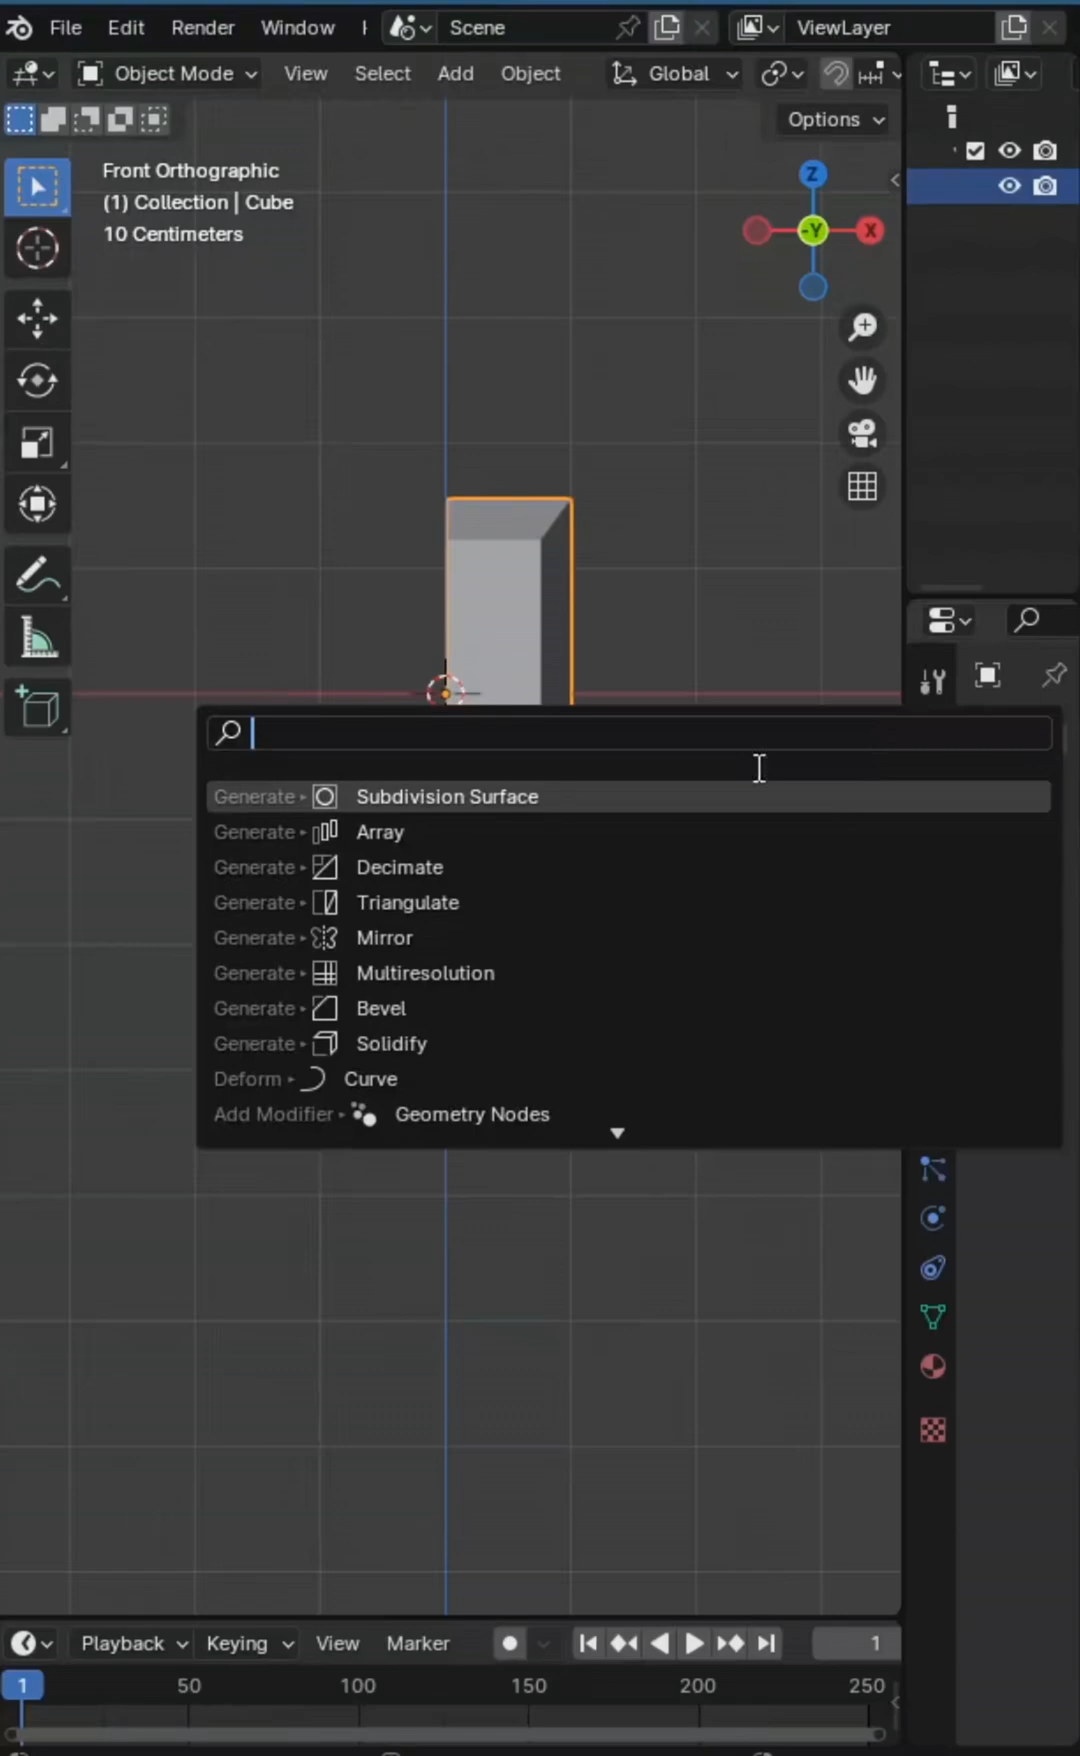 File Edit Render Window Scene ViewLayer
Object Mode View Select Add Object Global
Options
Front Orthographic
(1) Collection | Cube
10 Centimeters
Z
-Y X
Generate ▸ Subdivision Surface
Generate ▸ Array
Generate ▸ Decimate
Generate ▸ Triangulate
Generate ▸ Mirror
Generate ▸ Multiresolution
Generate ▸ Bevel
Generate ▸ Solidify
Deform ▸ Curve
Add Modifier ▸ Geometry Nodes
Playback Keying View Marker 1
1 50 100 150 200 250